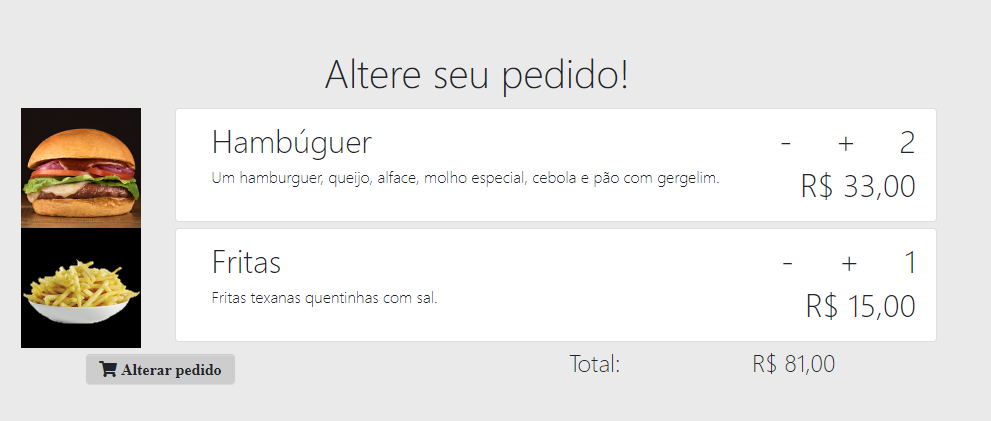 Altere seu pedido!
Hambúguer - + 2
Um hamburguer, queijo, alface, molho especial, cebola e pão com gergelim.
R$ 33,00
Fritas - + 1
Fritas texanas quentinhas com sal.
R$ 15,00
Alterar pedido
Total: R$ 81,00